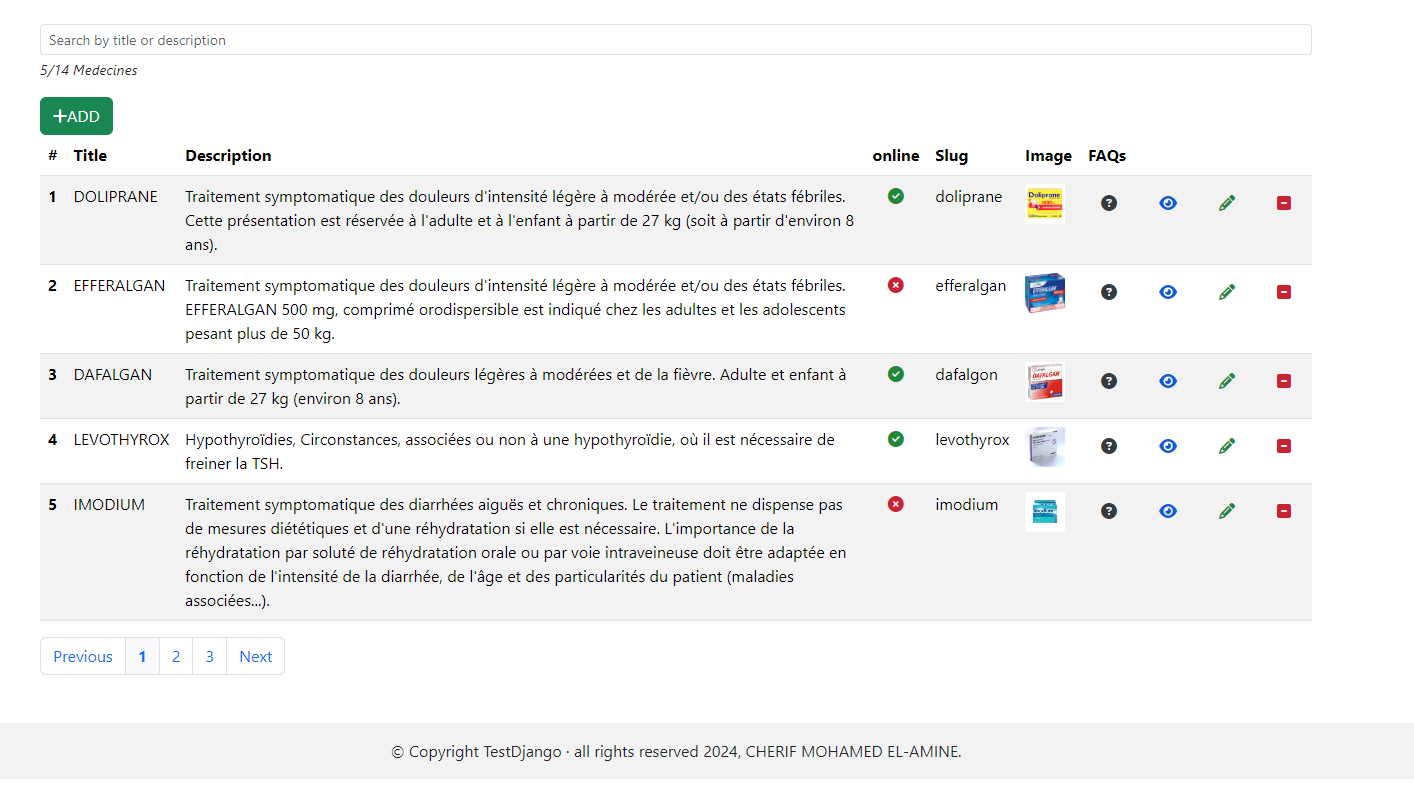 Search by title or description
5/14 Medecines
+ADD
# Title Description online Slug Image FAQs
1 DOLIPRANE Traitement symptomatique des douleurs d'intensité légère à modérée et/ou des états fébriles. doliprane Doliprane
Cette présentation est réservée à l'adulte et à l'enfant à partir de 27 kg (soit à partir d'environ 8
ans).
2 EFFERALGAN Traitement symptomatique des douleurs d'intensité légère à modérée et/ou des états fébriles. efferalgan EFFERALGAN
EFFERALGAN 500 mg, comprimé orodispersible est indiqué chez les adultes et les adolescents
pesant plus de 50 kg.
3 DAFALGAN Traitement symptomatique des douleurs légères à modérées et de la fièvre. Adulte et enfant à dafalgan DAFALGAN
partir de 27 kg (environ 8 ans).
4 LEVOTHYROX Hypothyroïdies, Circonstances, associées ou non à une hypothyroïdie, où il est nécessaire de levothyrox
freiner la TSH.
5 IMODIUM Traitement symptomatique des diarrhées aiguës et chroniques. Le traitement ne dispense pas imodium
de mesures diététiques et d'une réhydratation si elle est nécessaire. L'importance de la
réhydratation par soluté de réhydratation orale ou par voie intraveineuse doit être adaptée en
fonction de l'intensité de la diarrhée, de l'âge et des particularités du patient (maladies
associées...).
Previous 1 2 3 Next
© Copyright TestDjango · all rights reserved 2024, CHERIF MOHAMED EL-AMINE.